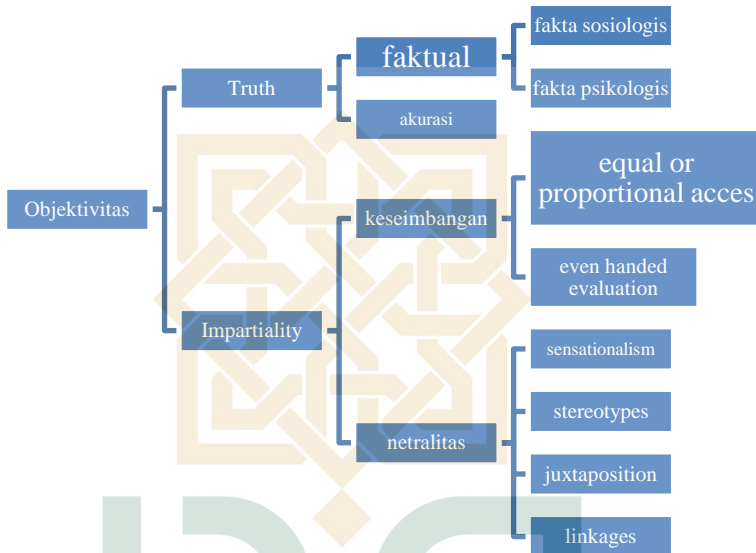 Objektivitas
Truth
faktual
fakta sosiologis
fakta psikologis
akurasi
Impartiality
keseimbangan
equal or
proportional acces
even handed
evaluation
netralitas
sensationalism
stereotypes
juxtaposition
linkages